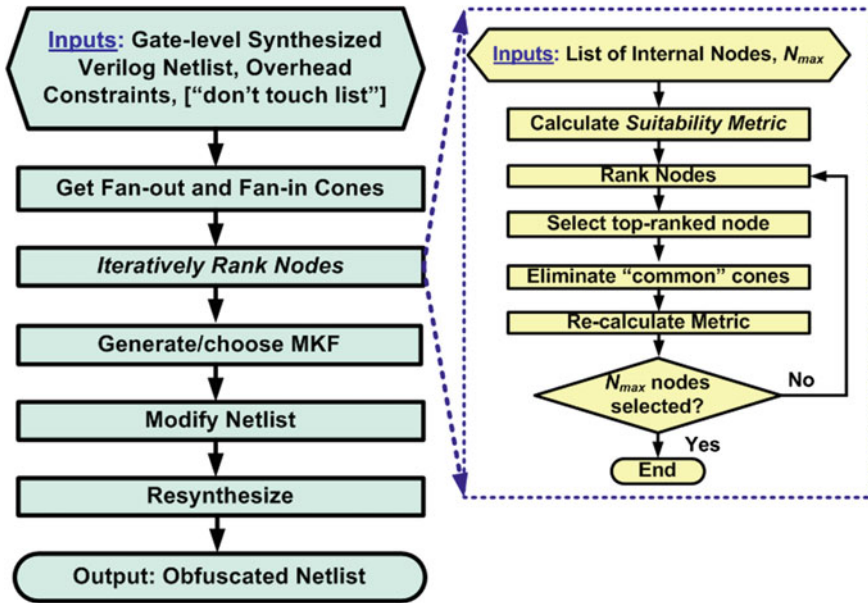 Inputs: Gate-level Synthesized
Verilog Netlist, Overhead
Constraints, ["don't touch list"]
Get Fan-out and Fan-in Cones
Iteratively Rank Nodes
Generate/choose MKF
Modify Netlist
Resynthesize
Output: Obfuscated Netlist
Inputs: List of Internal Nodes, Nmax
Calculate Suitability Metric
Rank Nodes
Select top-ranked node
Eliminate "common" cones
Re-calculate Metric
Nmax nodes
selected?
No
Yes
End